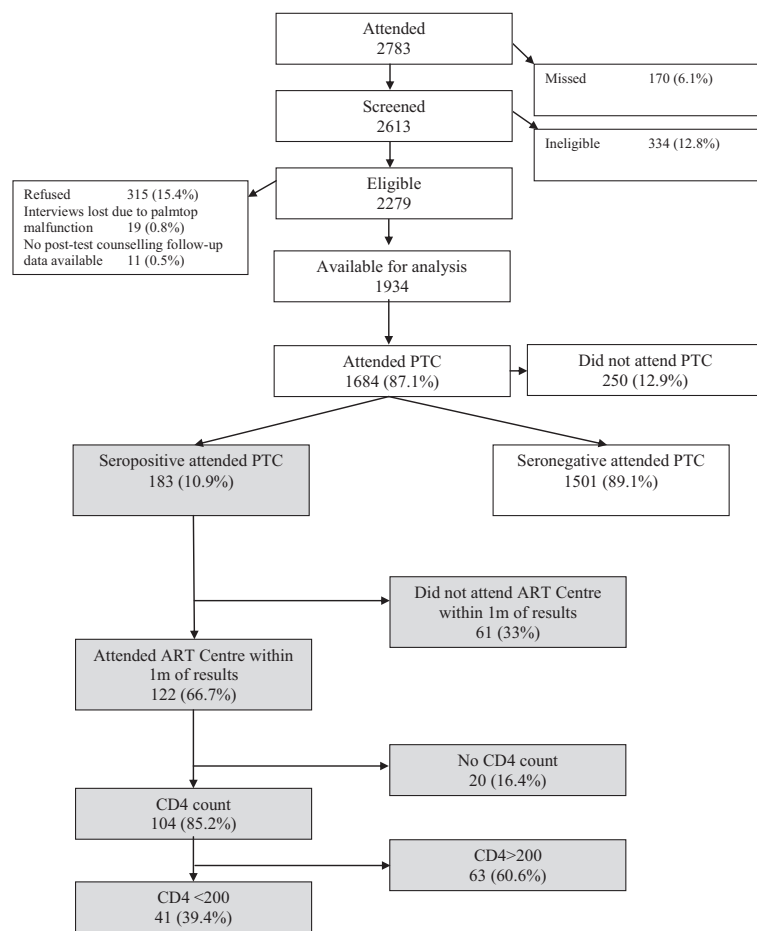 Attended
2783
Missed 170 (6.1%)
Screened
2613
Ineligible 334 (12.8%)
Eligible
2279
Refused 315 (15.4%)
Interviews lost due to palmtop
malfunction 19 (0.8%)
No post-test counselling follow-up
data available 11 (0.5%)
Available for analysis
1934
Attended PTC
1684 (87.1%)
Did not attend PTC
250 (12.9%)
Seropositive attended PTC
183 (10.9%)
Seronegative attended PTC
1501 (89.1%)
Did not attend ART Centre
within 1m of results
61 (33%)
Attended ART Centre within
1m of results
122 (66.7%)
No CD4 count
20 (16.4%)
CD4 count
104 (85.2%)
CD4>200
63 (60.6%)
CD4 <200
41 (39.4%)